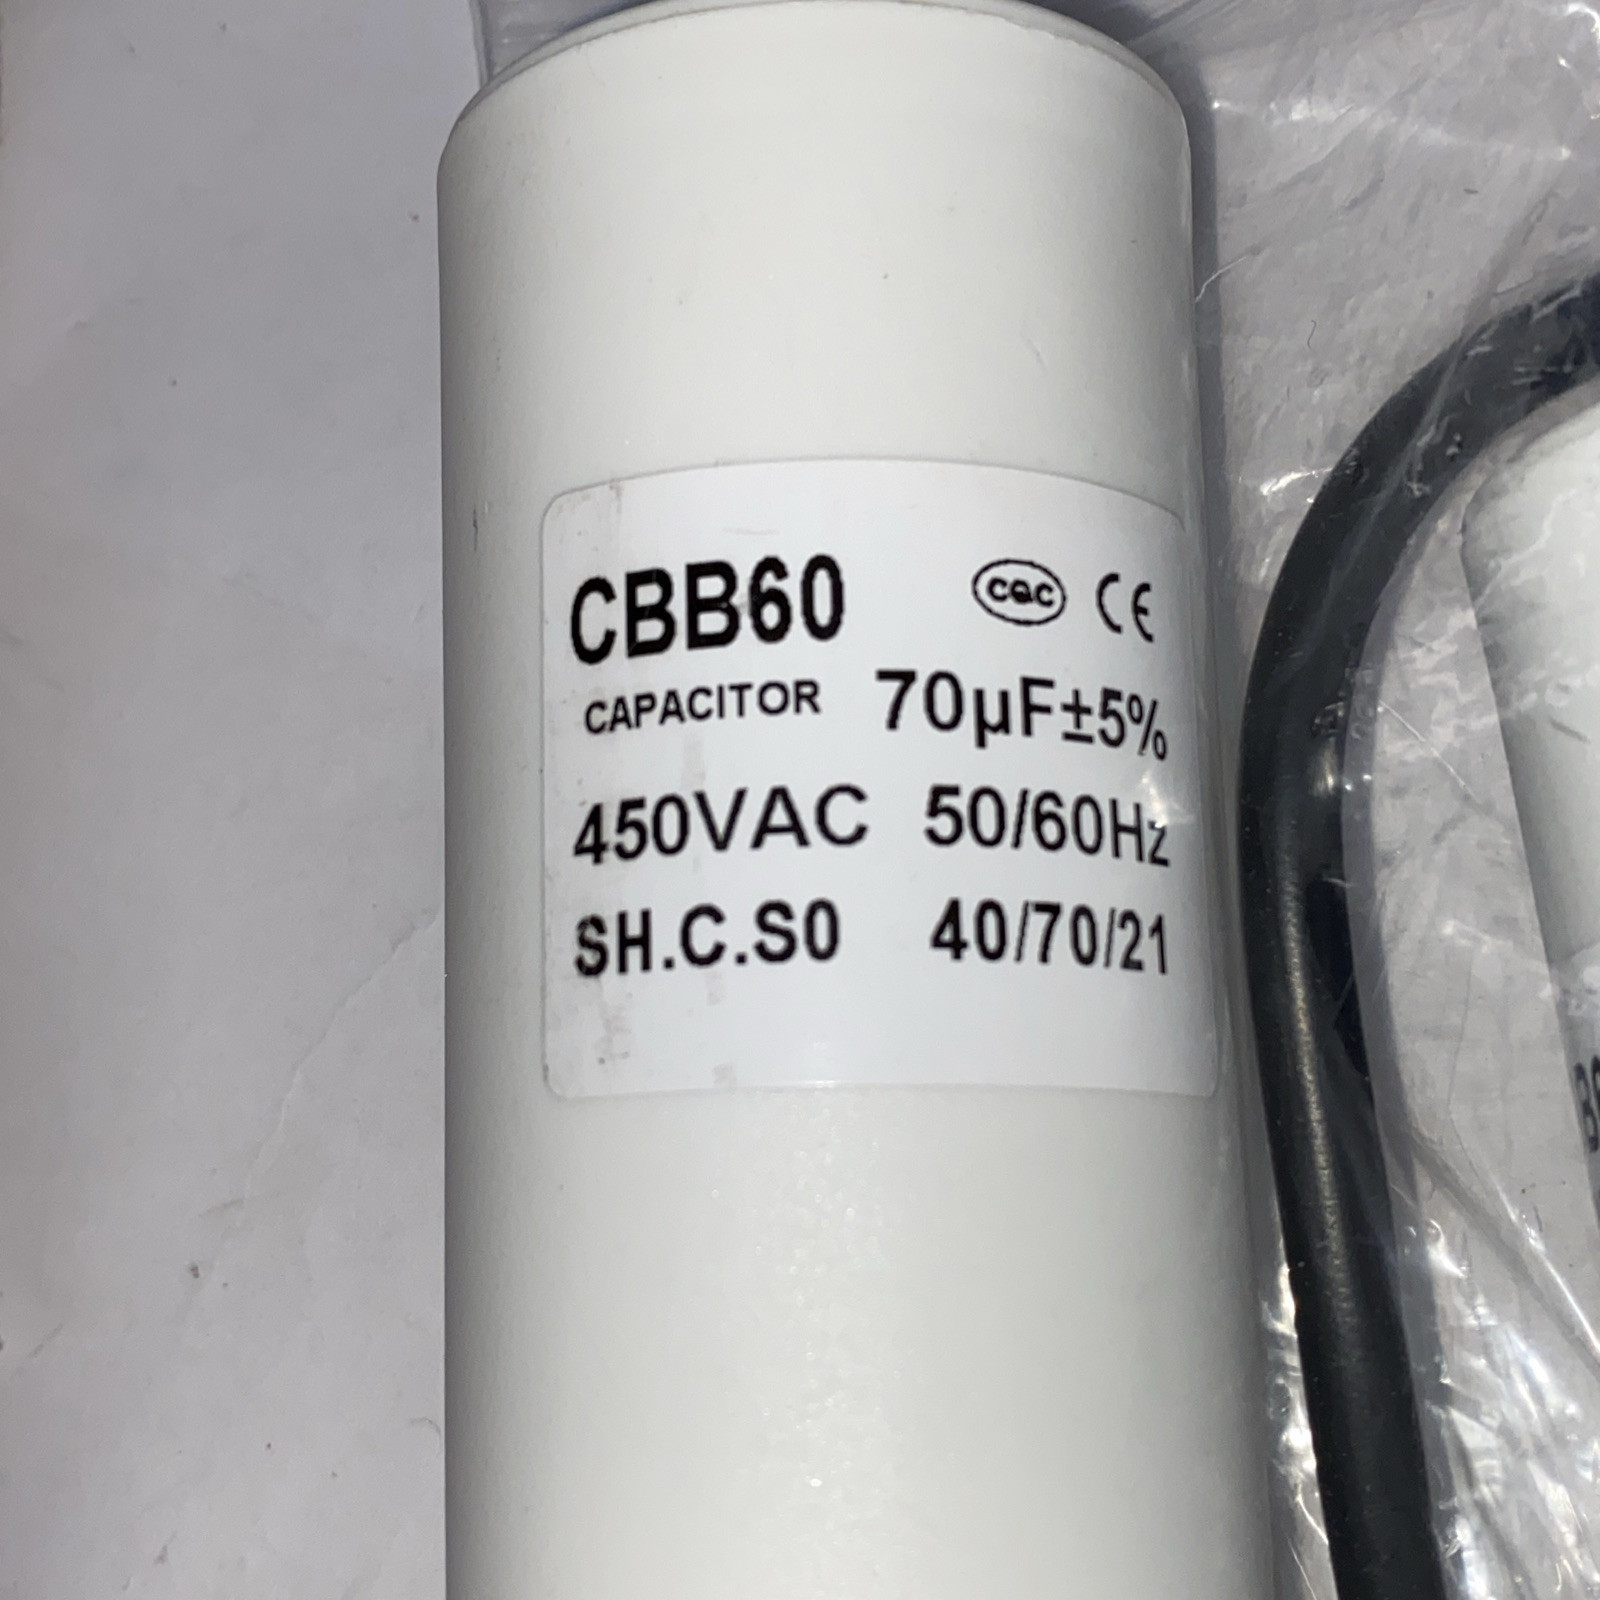 CBB60 CQC CE
CAPACITOR 70μF±5%
450VAC 50/60Hz
SH.C.S0 40/70/21